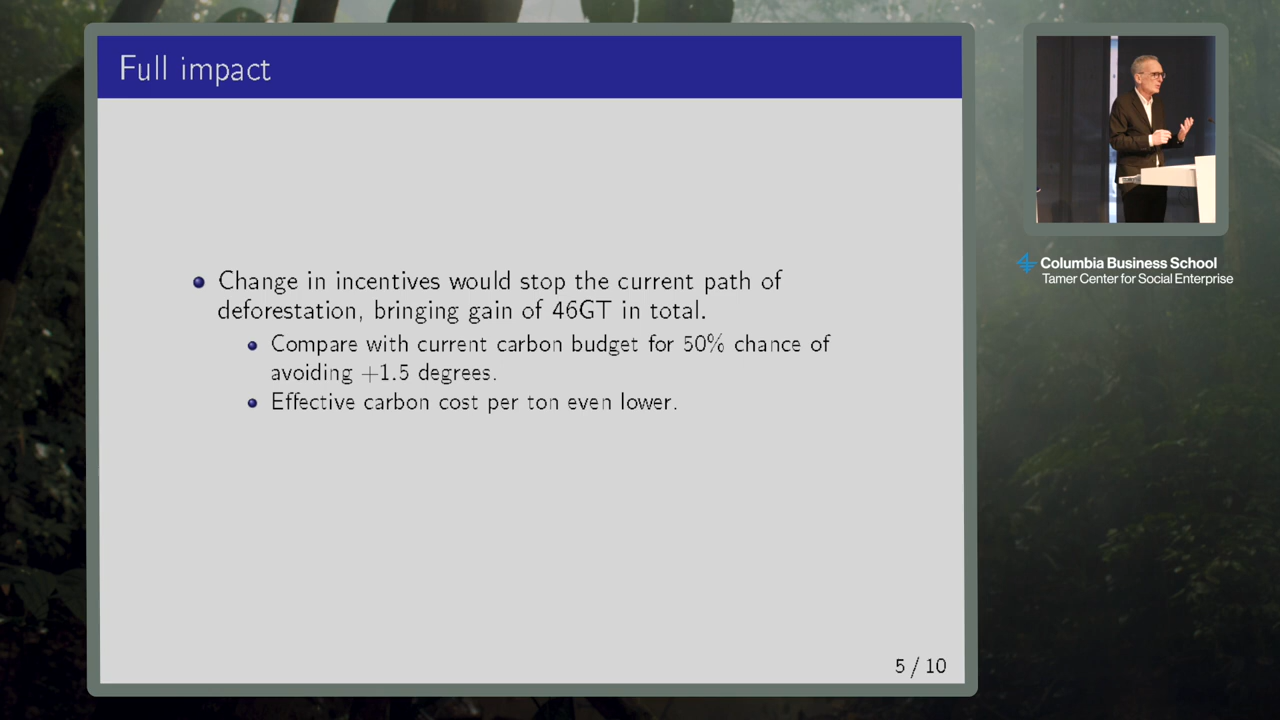 Full impact
Change in incentives would stop the current path of
deforestation, bringing gain of 46GT in total.
Compare with current carbon budget for 50% chance of
avoiding +1.5 degrees.
Effective carbon cost per ton even lower.
5 / 10
Columbia Business School
Tamer Center for Social Enterprise